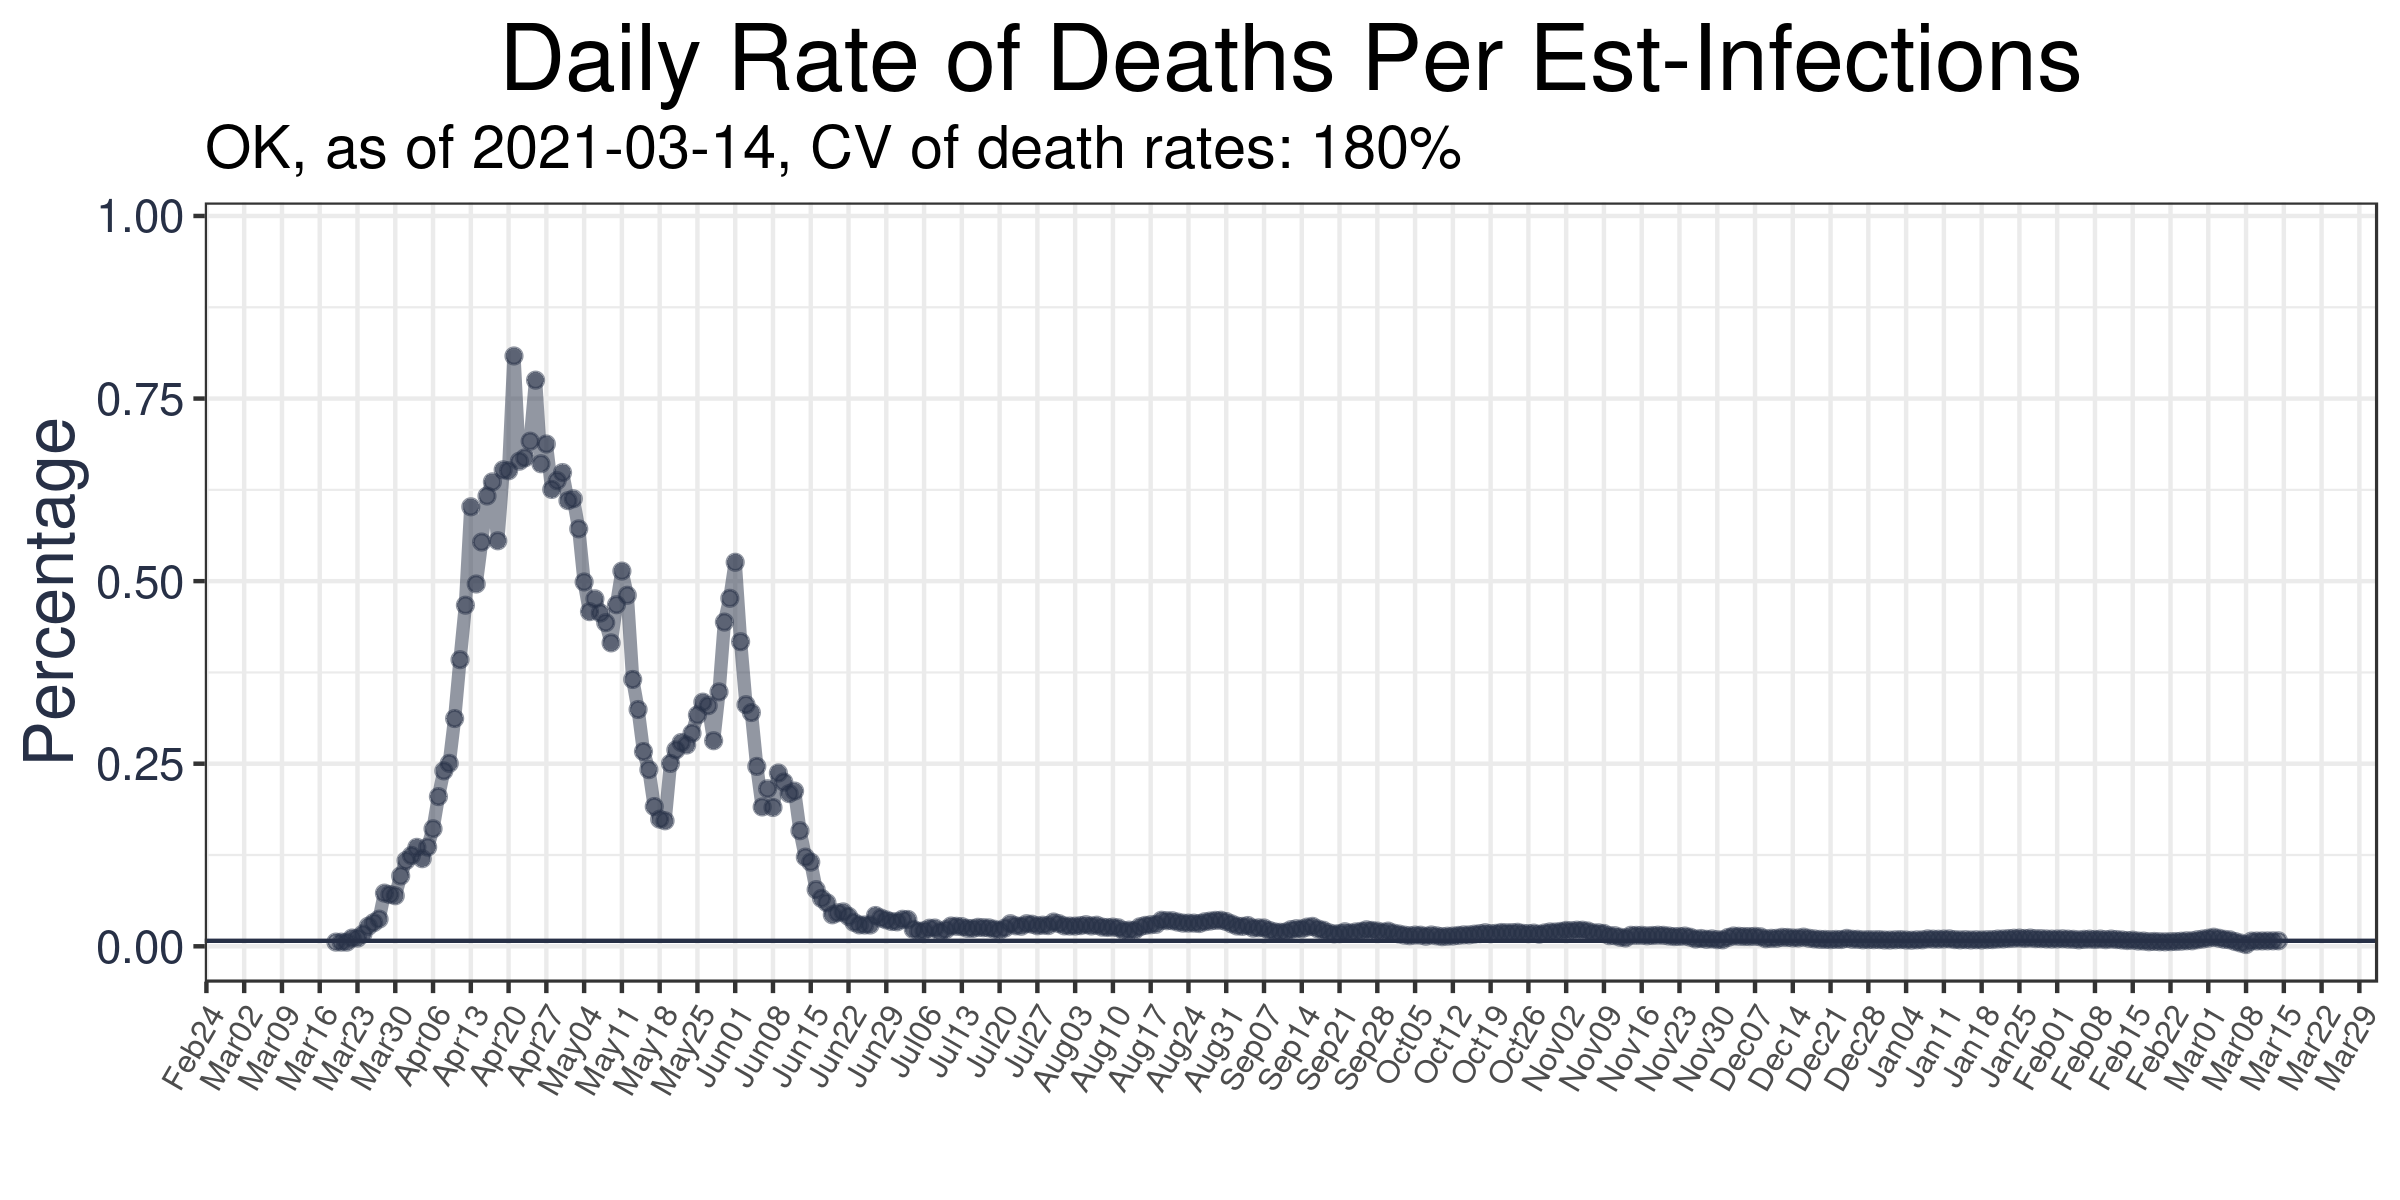 Daily Rate of Deaths Per Est-Infections
OK, as of 2021-03-14, CV of death rates: 180%
Percentage
1.00
0.75
0.50
0.25
0.00
Feb24
Mar02
Mar09
Mar16
Mar23
Mar30
Apr06
Apr13
Apr20
Apr27
May04
May11
May18
May25
Jun01
Jun08
Jun15
Jun22
Jun29
Jul06
Jul13
Jul20
Jul27
Aug03
Aug10
Aug17
Aug24
Aug31
Sep07
Sep14
Sep21
Sep28
Oct05
Oct12
Oct19
Oct26
Nov02
Nov09
Nov16
Nov23
Nov30
Dec07
Dec14
Dec21
Dec28
Jan04
Jan11
Jan18
Jan25
Feb01
Feb08
Feb15
Feb22
Mar01
Mar08
Mar15
Mar22
Mar29